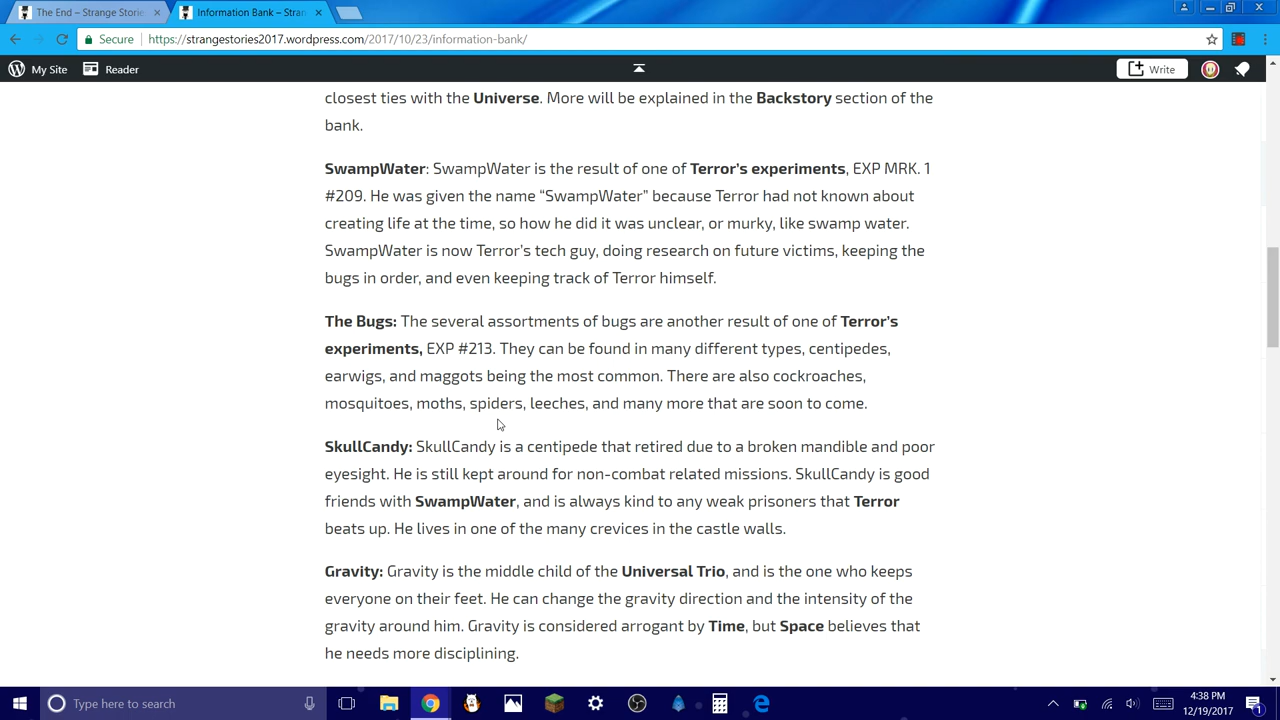 The End – Strange Storie
Information Bank – Stran
Secure
https://strangestories2017.wordpress.com/2017/10/23/information-bank/
My Site
Reader
Write
closest ties with the Universe. More will be explained in the Backstory section of the
bank.
SwampWater: SwampWater is the result of one of Terror's experiments, EXP MRK. 1
#209. He was given the name “SwampWater” because Terror had not known about
creating life at the time, so how he did it was unclear, or murky, like swamp water.
SwampWater is now Terror's tech guy, doing research on future victims, keeping the
bugs in order, and even keeping track of Terror himself.
The Bugs: The several assortments of bugs are another result of one of Terror's
experiments, EXP #213. They can be found in many different types, centipedes,
earwigs, and maggots being the most common. There are also cockroaches,
mosquitoes, moths, spiders, leeches, and many more that are soon to come.
SkullCandy: SkullCandy is a centipede that retired due to a broken mandible and poor
eyesight. He is still kept around for non-combat related missions. SkullCandy is good
friends with SwampWater, and is always kind to any weak prisoners that Terror
beats up. He lives in one of the many crevices in the castle walls.
Gravity: Gravity is the middle child of the Universal Trio, and is the one who keeps
everyone on their feet. He can change the gravity direction and the intensity of the
gravity around him. Gravity is considered arrogant by Time, but Space believes that
he needs more disciplining.
Type here to search
4:38 PM
12/19/2017
1